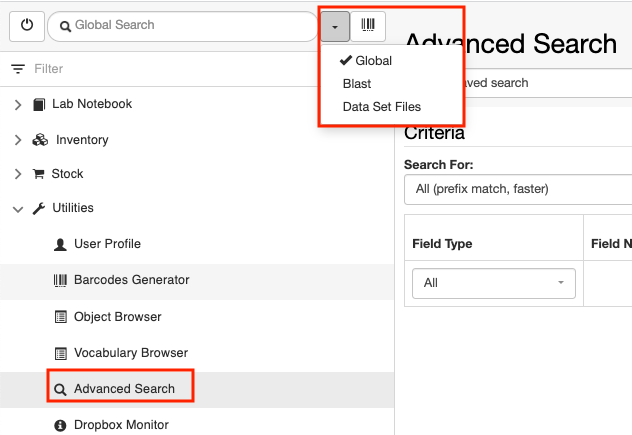 Global Search
Global
Blast
Data Set Files
Advanced Search
aved search
Filter
Lab Notebook
Inventory
Stock
Utilities
User Profile
Barcodes Generator
Object Browser
Vocabulary Browser
Advanced Search
Dropbox Monitor
Criteria
Search For:
All (prefix match, faster)
Field Type
Field N
All